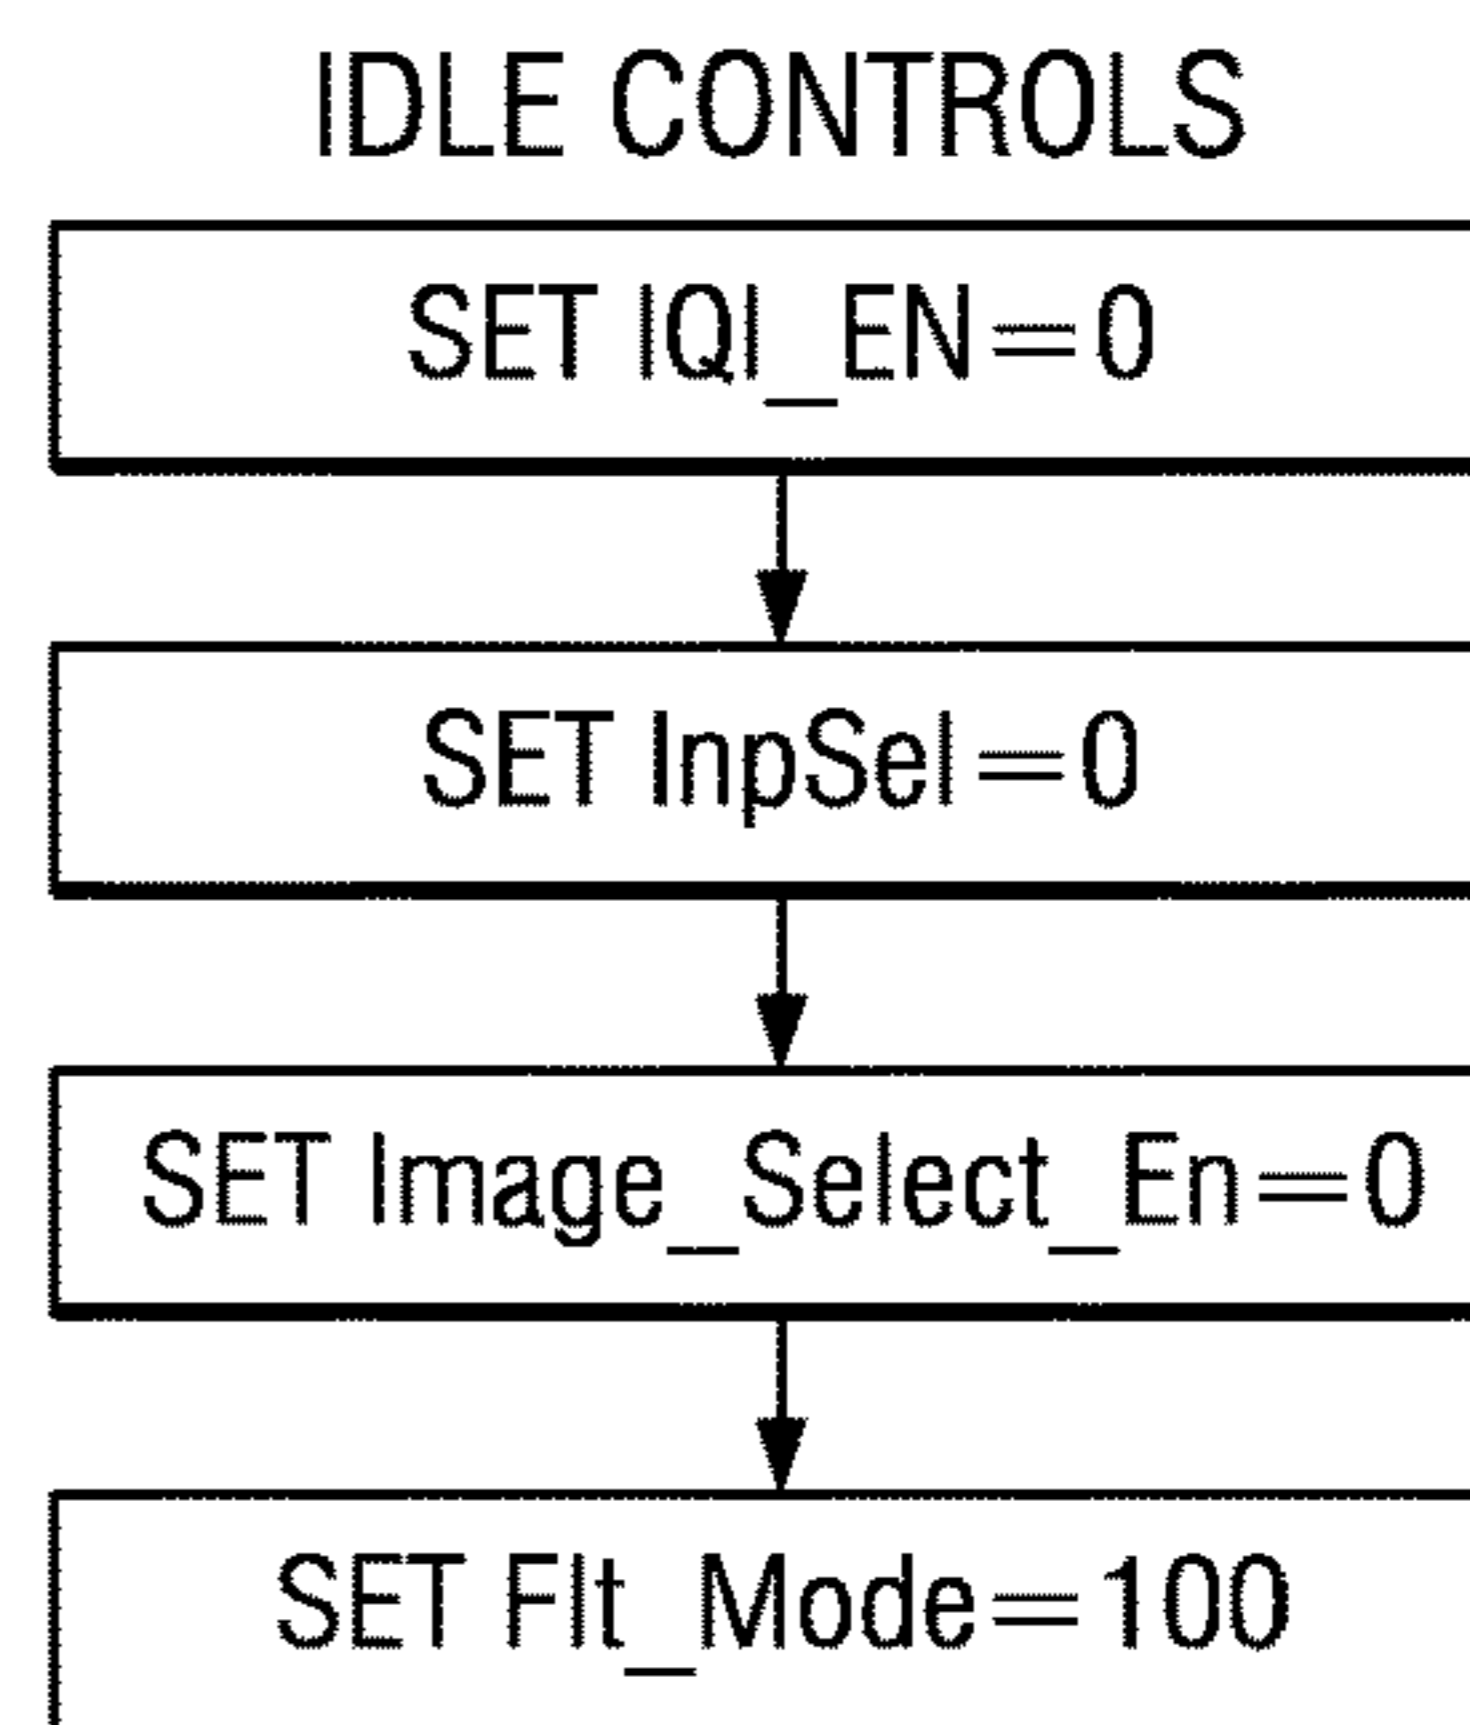 IDLE CONTROLS
SET IQI_EN=0
SET InpSel=0
SET Image_Select_En=0
SET Flt_Mode=100